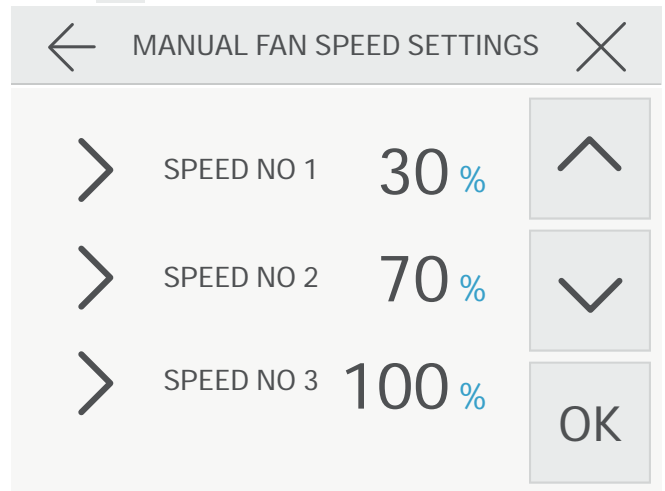 MANUAL FAN SPEED SETTINGS
SPEED NO 1 30 %
SPEED NO 2 70 %
SPEED NO 3 100 %
OK